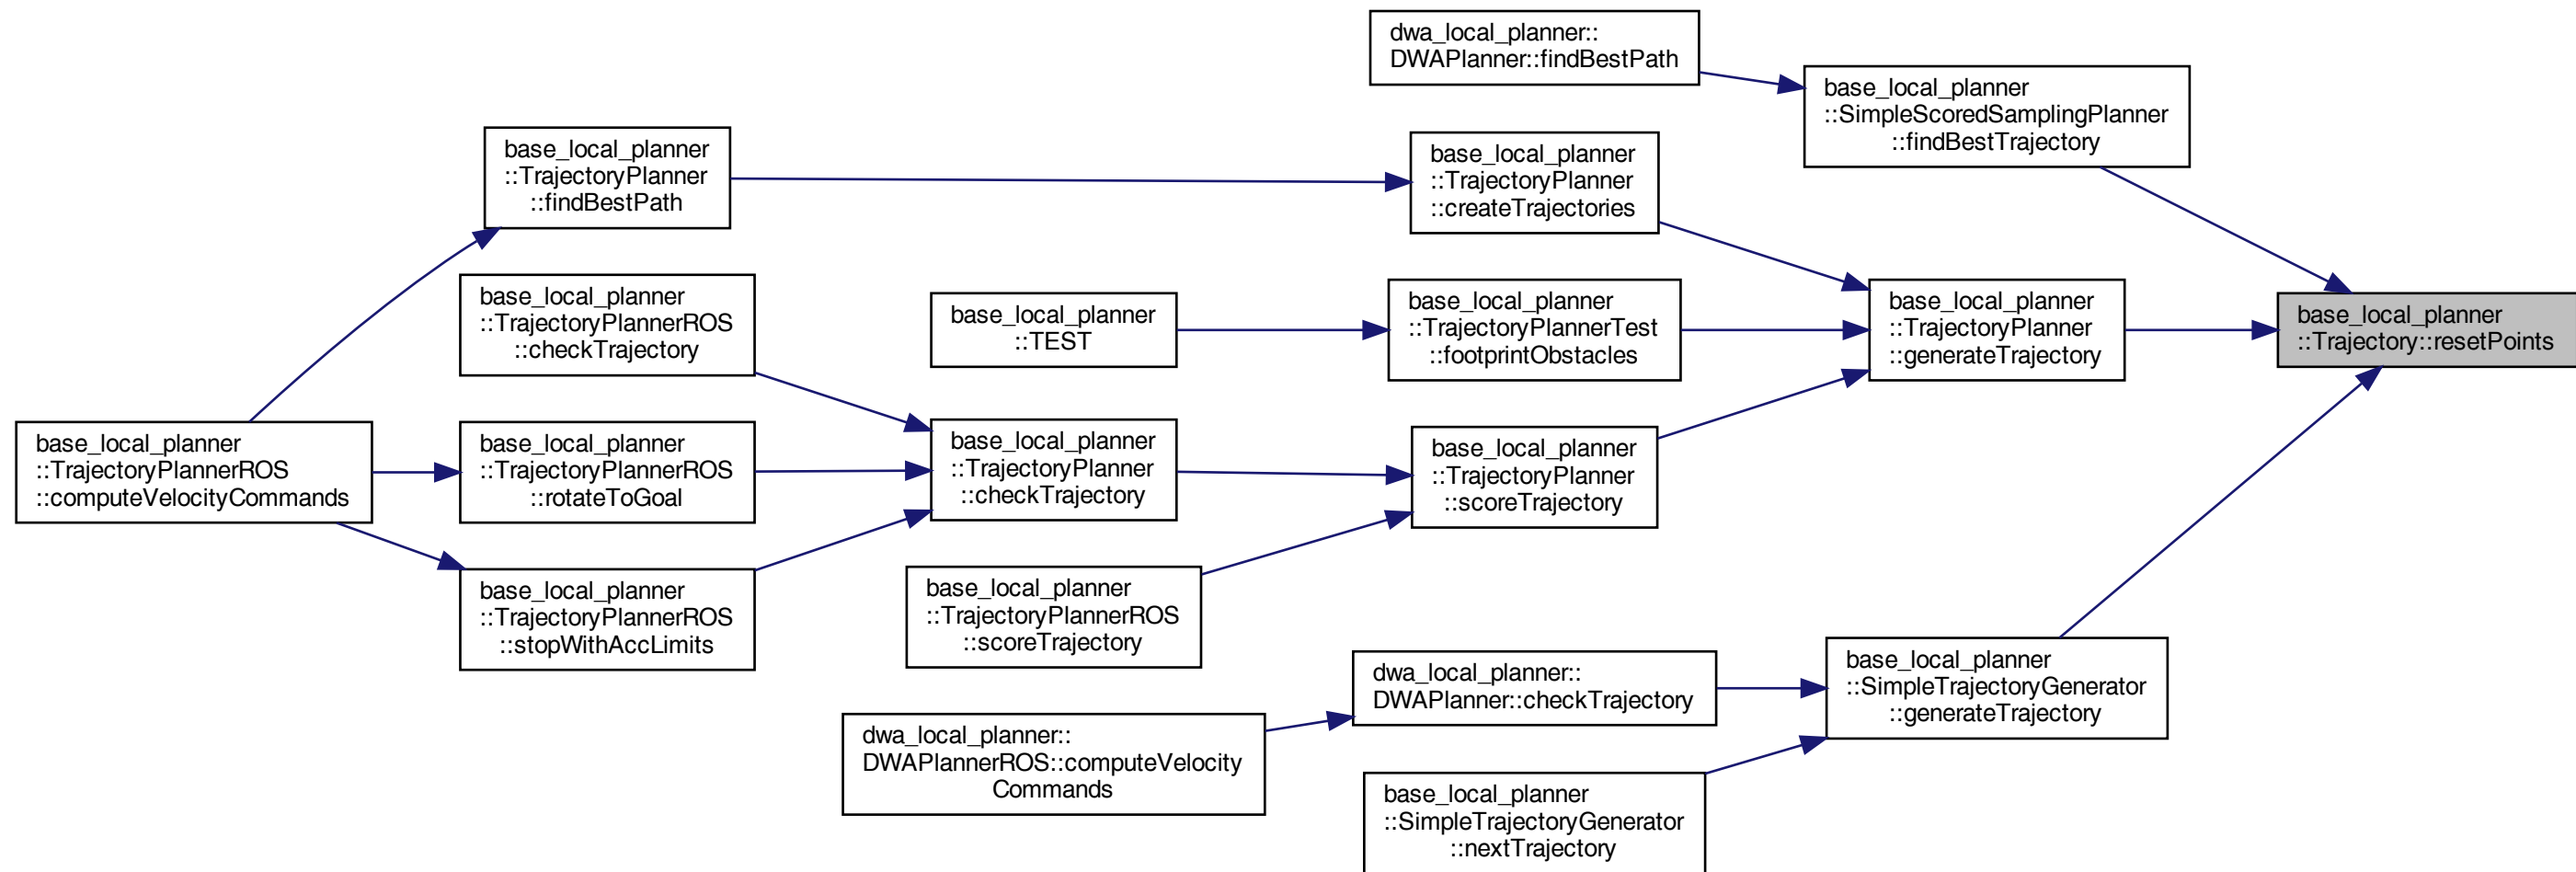 dwa_local_planner::
DWAPlanner::findBestPath
base_local_planner
::SimpleScoredSamplingPlanner
::findBestTrajectory
base_local_planner
::TrajectoryPlanner
::findBestPath
base_local_planner
::TrajectoryPlanner
::createTrajectories
base_local_planner
::TrajectoryPlannerROS
::checkTrajectory
base_local_planner
::TEST
base_local_planner
::TrajectoryPlannerTest
::footprintObstacles
base_local_planner
::TrajectoryPlanner
::generateTrajectory
base_local_planner
::Trajectory::resetPoints
base_local_planner
::TrajectoryPlannerROS
::computeVelocityCommands
base_local_planner
::TrajectoryPlannerROS
::rotateToGoal
base_local_planner
::TrajectoryPlanner
::checkTrajectory
base_local_planner
::TrajectoryPlanner
::scoreTrajectory
base_local_planner
::TrajectoryPlannerROS
::stopWithAccLimits
base_local_planner
::TrajectoryPlannerROS
::scoreTrajectory
dwa_local_planner::
DWAPlanner::checkTrajectory
base_local_planner
::SimpleTrajectoryGenerator
::generateTrajectory
dwa_local_planner::
DWAPlannerROS::computeVelocity
Commands
base_local_planner
::SimpleTrajectoryGenerator
::nextTrajectory